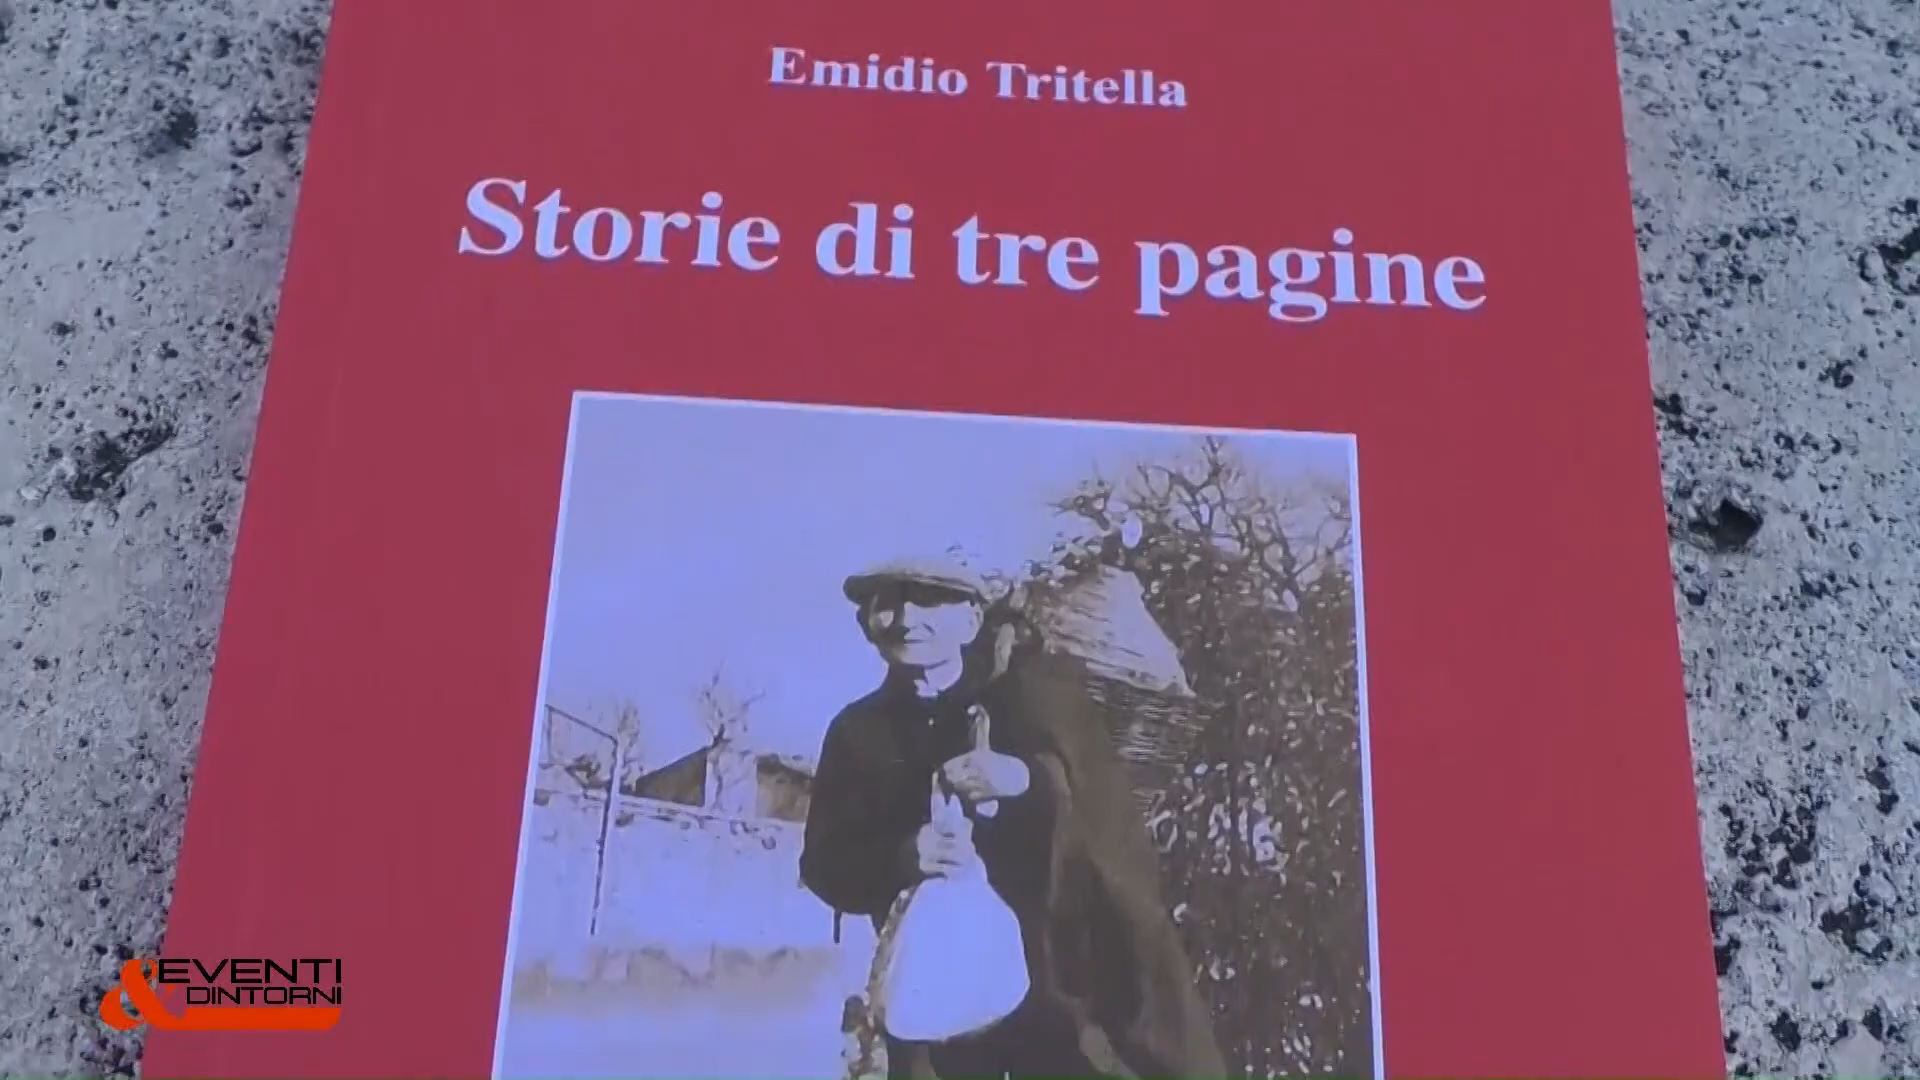 Emidio Tritella
Storie di tre pagine
EVENTI
& DINTORNI